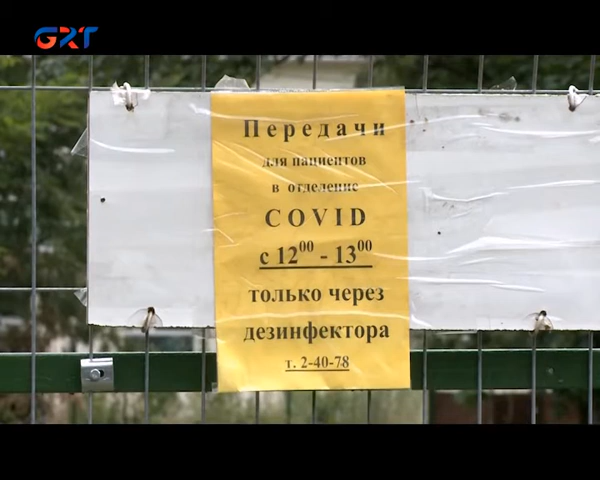 GRT
Передачи
для пациентов
в отделение
COVID
с 12⁰⁰ - 13⁰⁰
только через
дезинфектора
т. 2-40-78